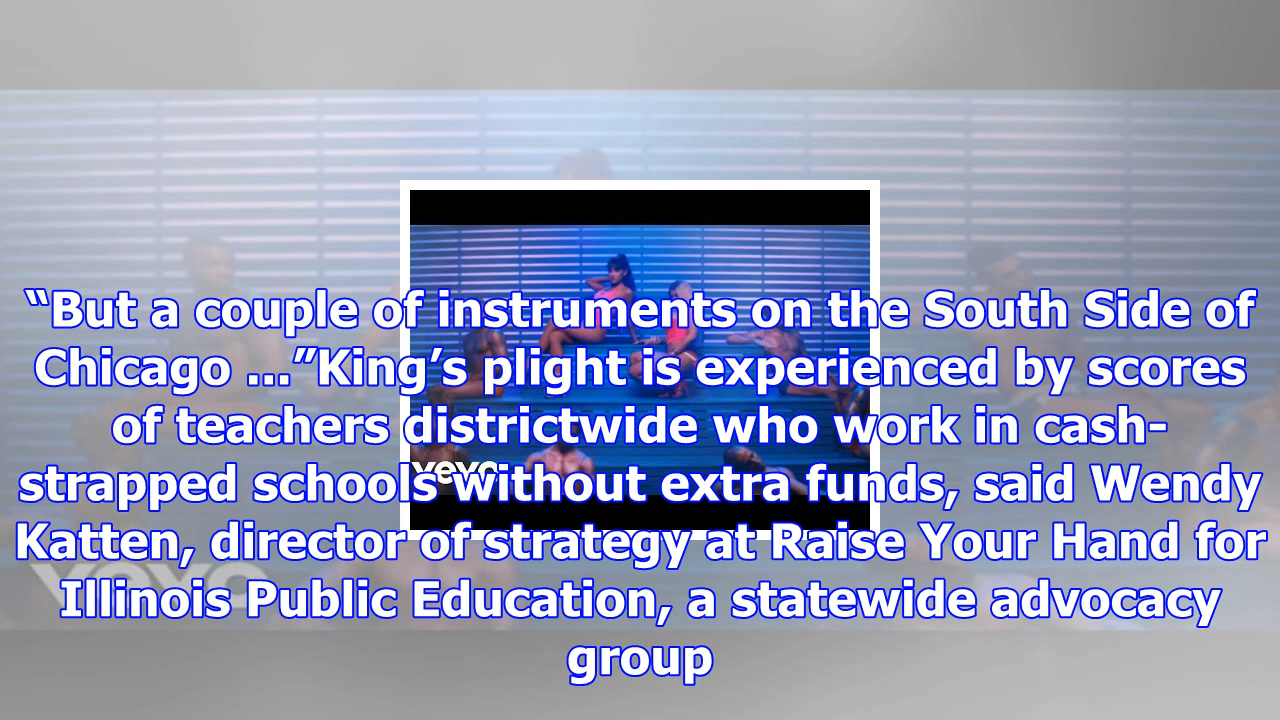 “But a couple of instruments on the South Side of
Chicago ...”King’s plight is experienced by scores
of teachers districtwide who work in cash-
strapped schools without extra funds, said Wendy
Katten, director of strategy at Raise Your Hand for
Illinois Public Education, a statewide advocacy
group
vevo
vevo